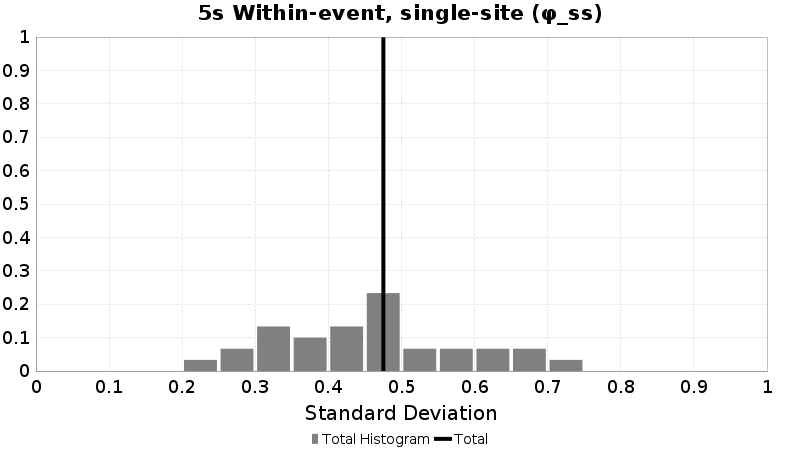 5s Within-event, single-site (φ_ss)
1
0.9
0.8
0.7
0.6
0.5
0.4
0.3
0.2
0.1
0
0 0.1 0.2 0.3 0.4 0.5 0.6 0.7 0.8 0.9 1
Standard Deviation
Total Histogram Total